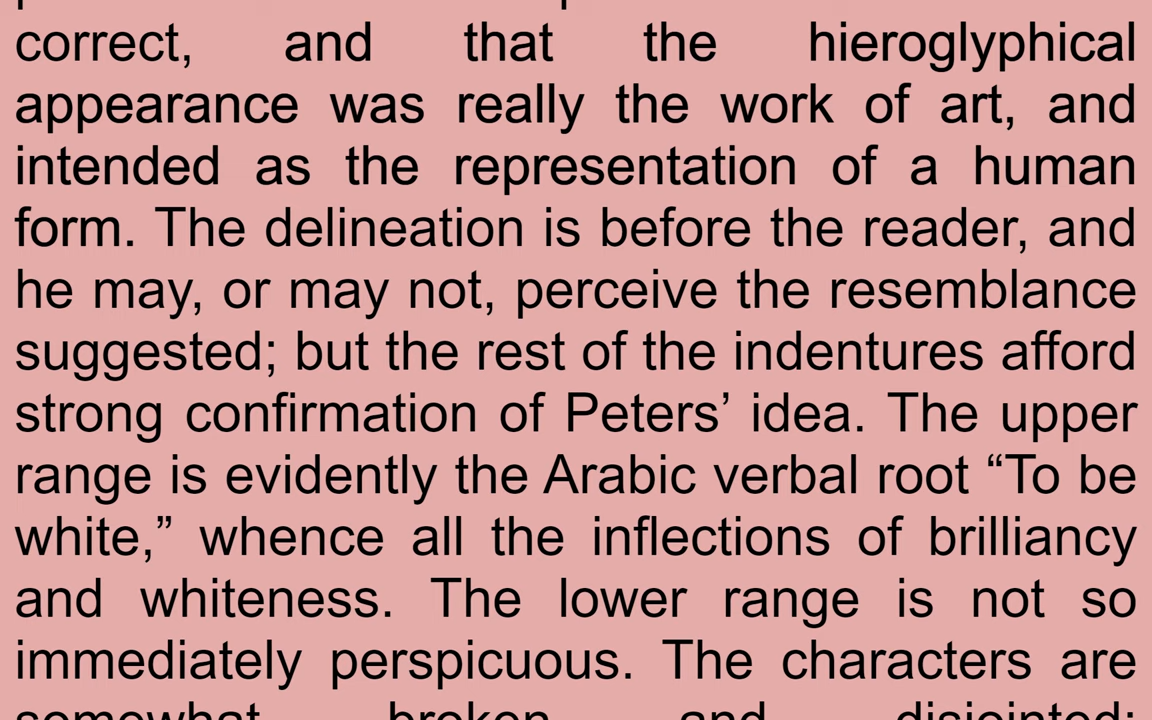 correct, and that the hieroglyphical
appearance was really the work of art, and
intended as the representation of a human
form. The delineation is before the reader, and
he may, or may not, perceive the resemblance
suggested; but the rest of the indentures afford
strong confirmation of Peters’ idea. The upper
range is evidently the Arabic verbal root “To be
white,” whence all the inflections of brilliancy
and whiteness. The lower range is not so
immediately perspicuous. The characters are
somewhat broken and disjointed;